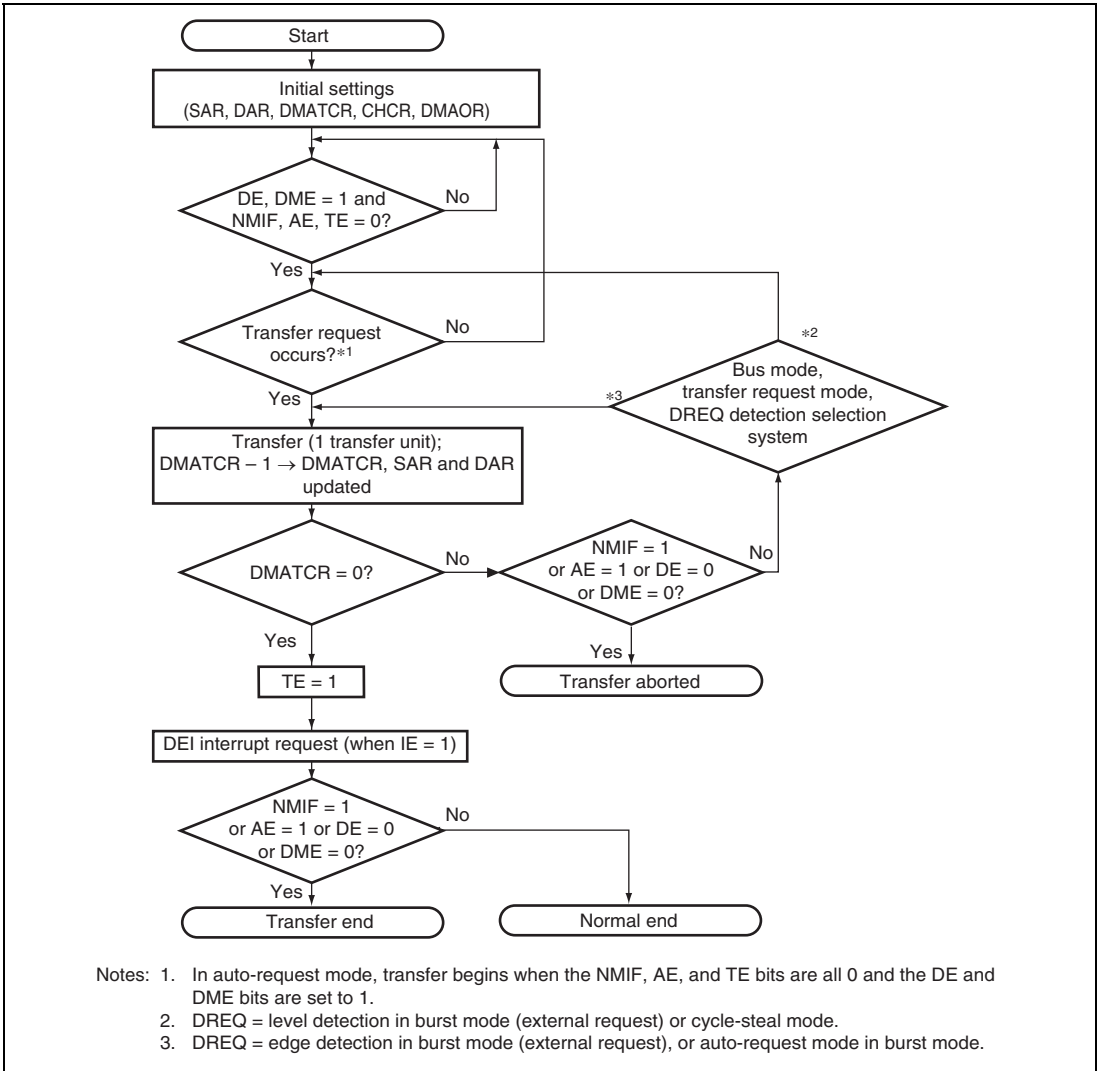 Start
Initial settings
(SAR, DAR, DMATCR, CHCR, DMAOR)
DE, DME = 1 and
NMIF, AE, TE = 0?
No
Yes
Transfer request
occurs?*1
No
Yes
*2
Bus mode,
transfer request mode,
DREQ detection selection
system
*3
Transfer (1 transfer unit);
DMATCR – 1 → DMATCR, SAR and DAR
updated
DMATCR = 0?
No
Yes
NMIF = 1
or AE = 1 or DE = 0
or DME = 0?
No
Yes
Transfer aborted
TE = 1
DEI interrupt request (when IE = 1)
NMIF = 1
or AE = 1 or DE = 0
or DME = 0?
No
Yes
Transfer end
Normal end
Notes: 1. In auto-request mode, transfer begins when the NMIF, AE, and TE bits are all 0 and the DE and
DME bits are set to 1.
2. DREQ = level detection in burst mode (external request) or cycle-steal mode.
3. DREQ = edge detection in burst mode (external request), or auto-request mode in burst mode.